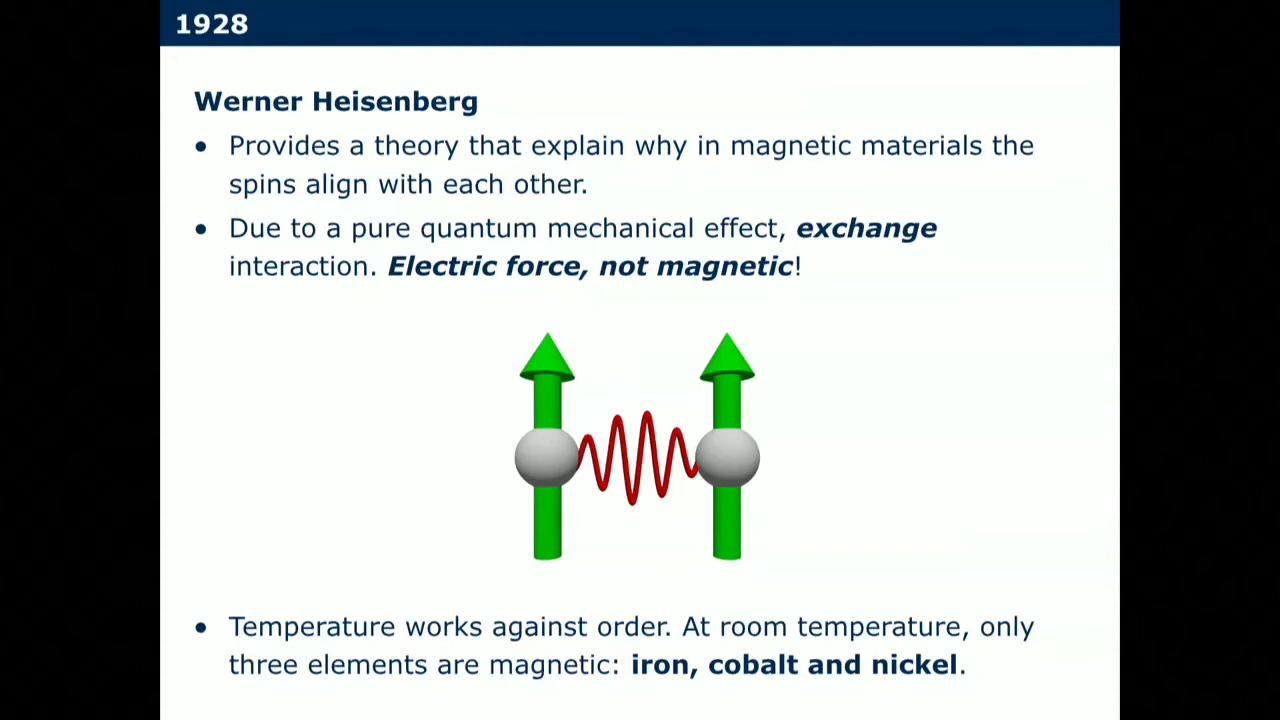 1928
Werner Heisenberg
• Provides a theory that explain why in magnetic materials the
spins align with each other.
• Due to a pure quantum mechanical effect, exchange
interaction. Electric force, not magnetic!
• Temperature works against order. At room temperature, only
three elements are magnetic: iron, cobalt and nickel.